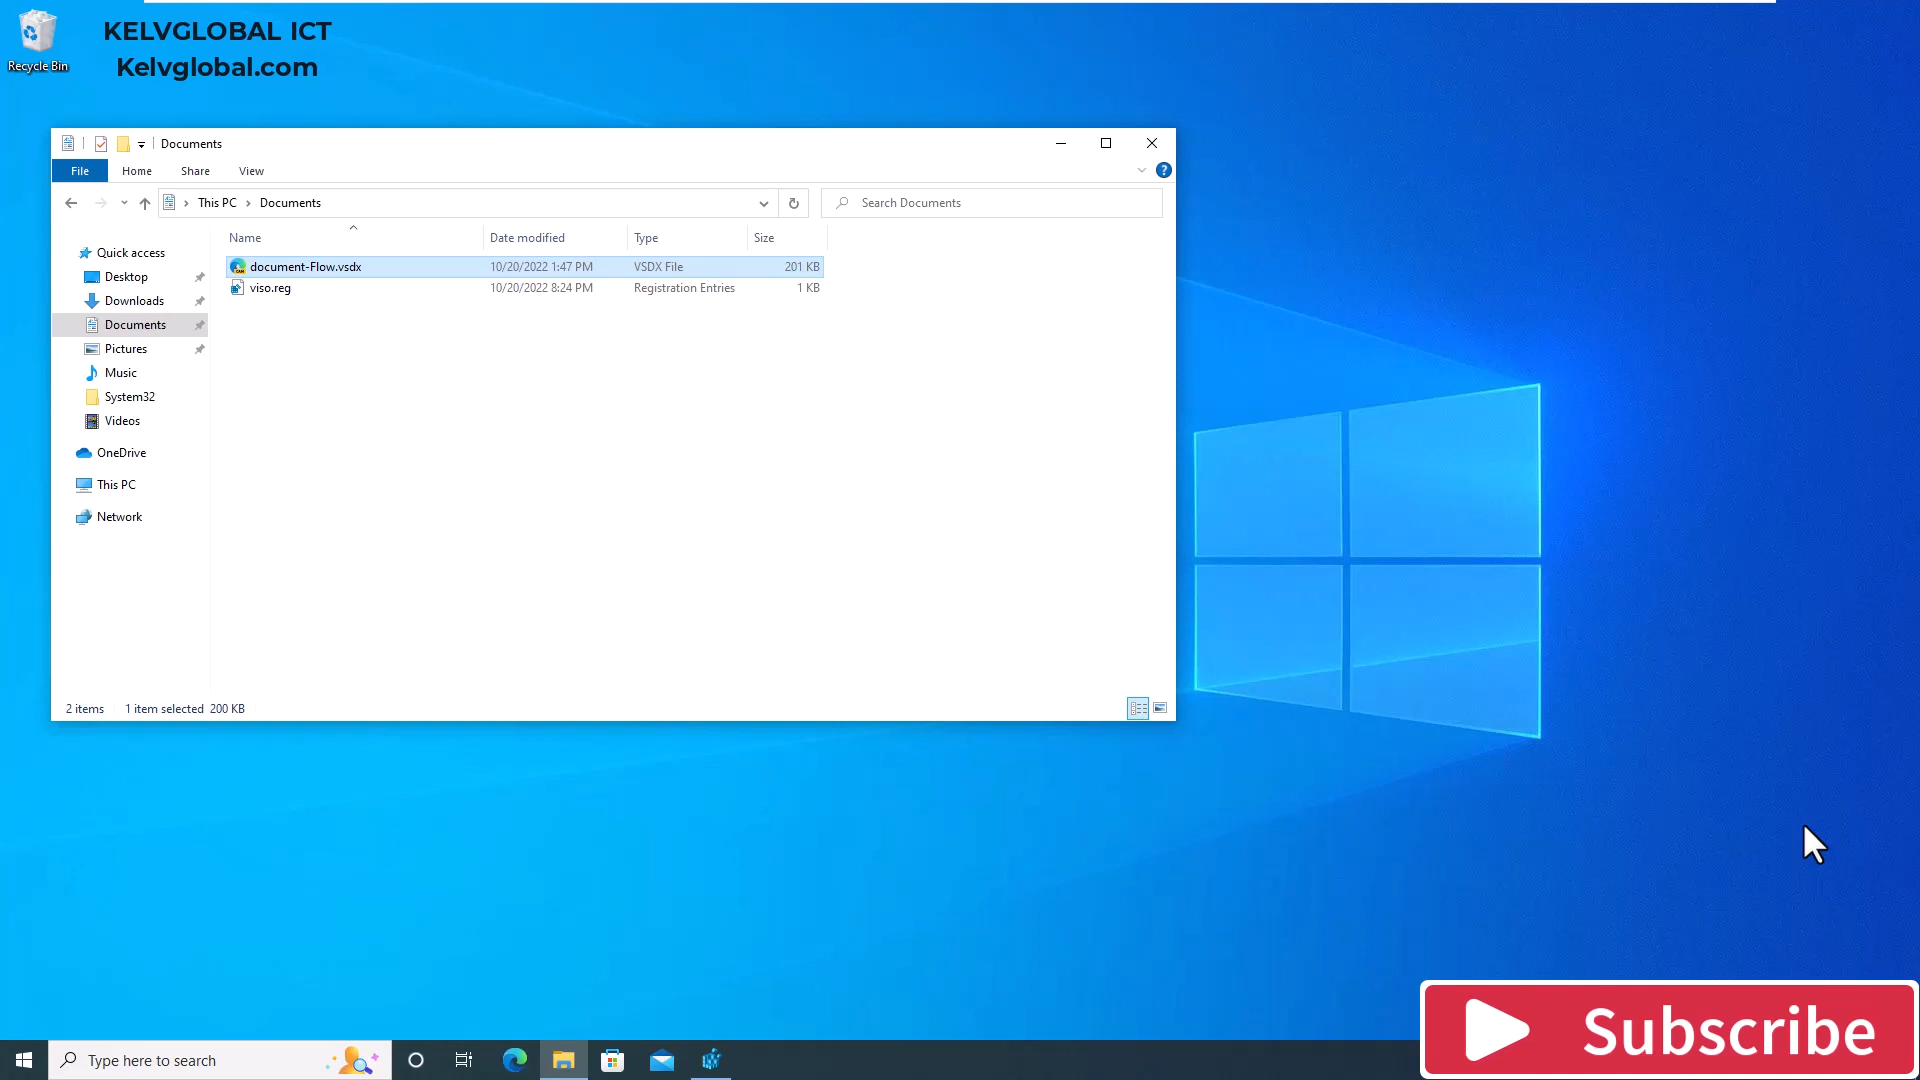 KELVGLOBAL ICT
Kelvglobal.com
Recycle Bin
Documents
File Home Share View
This PC Documents
Search Documents
Name Date modified Type Size
document-Flow.vsdx 10/20/2022 1:47 PM VSDX File 201 KB
viso.reg 10/20/2022 8:24 PM Registration Entries 1 KB
Quick access
Desktop
Downloads
Documents
Pictures
Music
System32
Videos
OneDrive
This PC
Network
2 items 1 item selected 200 KB
Type here to search
Subscribe